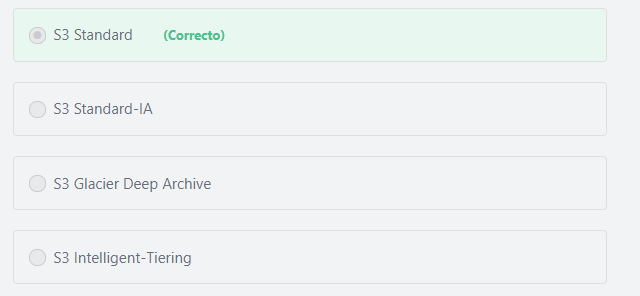 S3 Standard (Correcto)
S3 Standard-IA
S3 Glacier Deep Archive
S3 Intelligent-Tiering